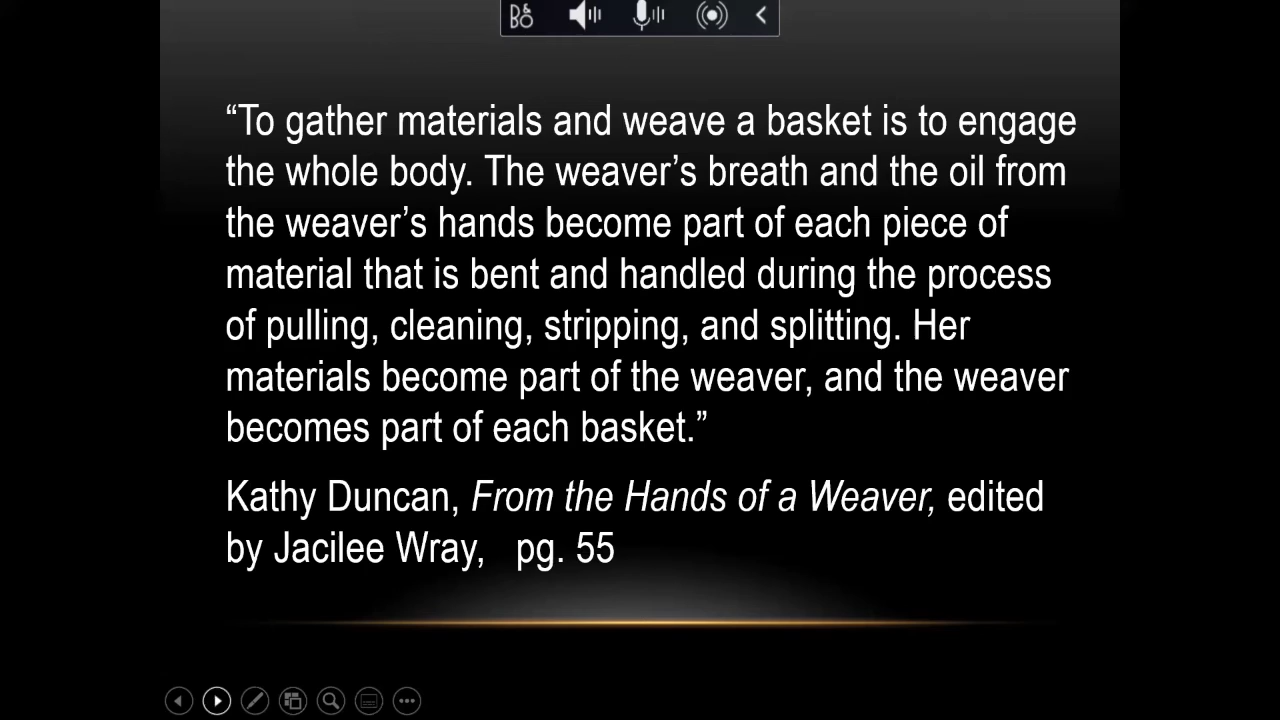 B&O
“To gather materials and weave a basket is to engage
the whole body. The weaver’s breath and the oil from
the weaver’s hands become part of each piece of
material that is bent and handled during the process
of pulling, cleaning, stripping, and splitting. Her
materials become part of the weaver, and the weaver
becomes part of each basket.”
Kathy Duncan, From the Hands of a Weaver, edited
by Jacilee Wray, pg. 55